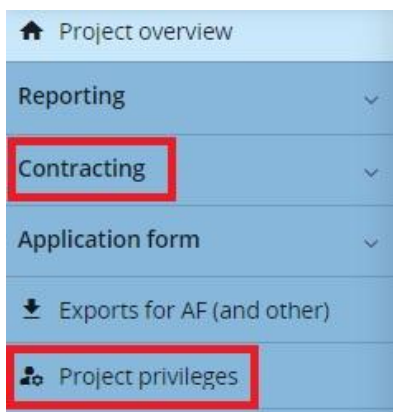 Project overview
Reporting
Contracting
Application form
Exports for AF (and other)
Project privileges